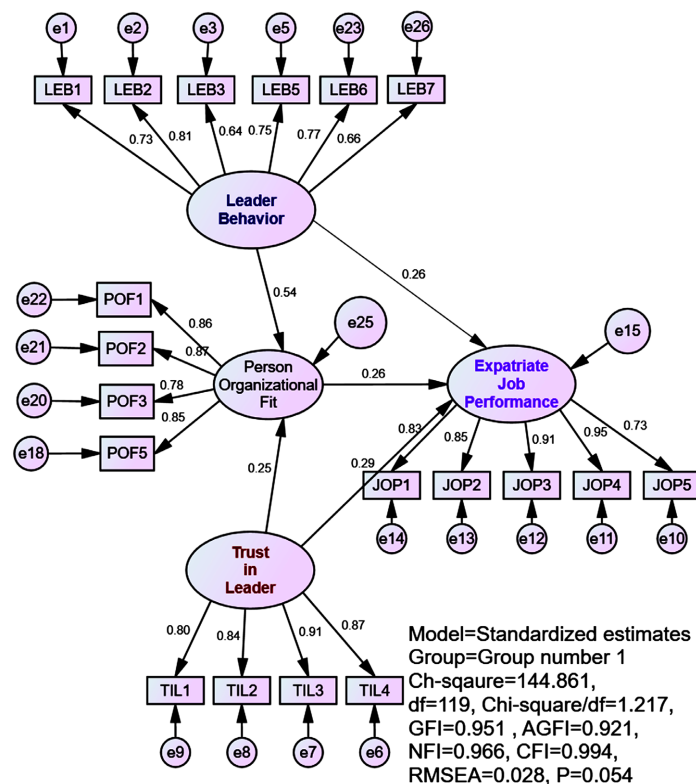 e1 e2 e3 e5 e23 e26
LEB1 LEB2 LEB3 LEB5 LEB6 LEB7
0.73 0.81 0.64 0.75 0.77 0.66
Leader
Behavior
0.54
0.26
e22 POF1
e21 POF2
e20 POF3
e18 POF5
0.86
0.87
0.78
0.85
e25
Person
Organizational
Fit
0.26
e15
Expatriate
Job
Performance
0.83 0.85 0.91 0.95 0.73
0.25
0.29
JOP1 JOP2 JOP3 JOP4 JOP5
e14 e13 e12 e11 e10
Trust
in
Leader
0.80 0.84 0.91 0.87
TIL1 TIL2 TIL3 TIL4
e9 e8 e7 e6
Model=Standardized estimates
Group=Group number 1
Ch-sqaure=144.861,
df=119, Chi-square/df=1.217,
GFI=0.951 , AGFI=0.921,
NFI=0.966, CFI=0.994,
RMSEA=0.028, P=0.054